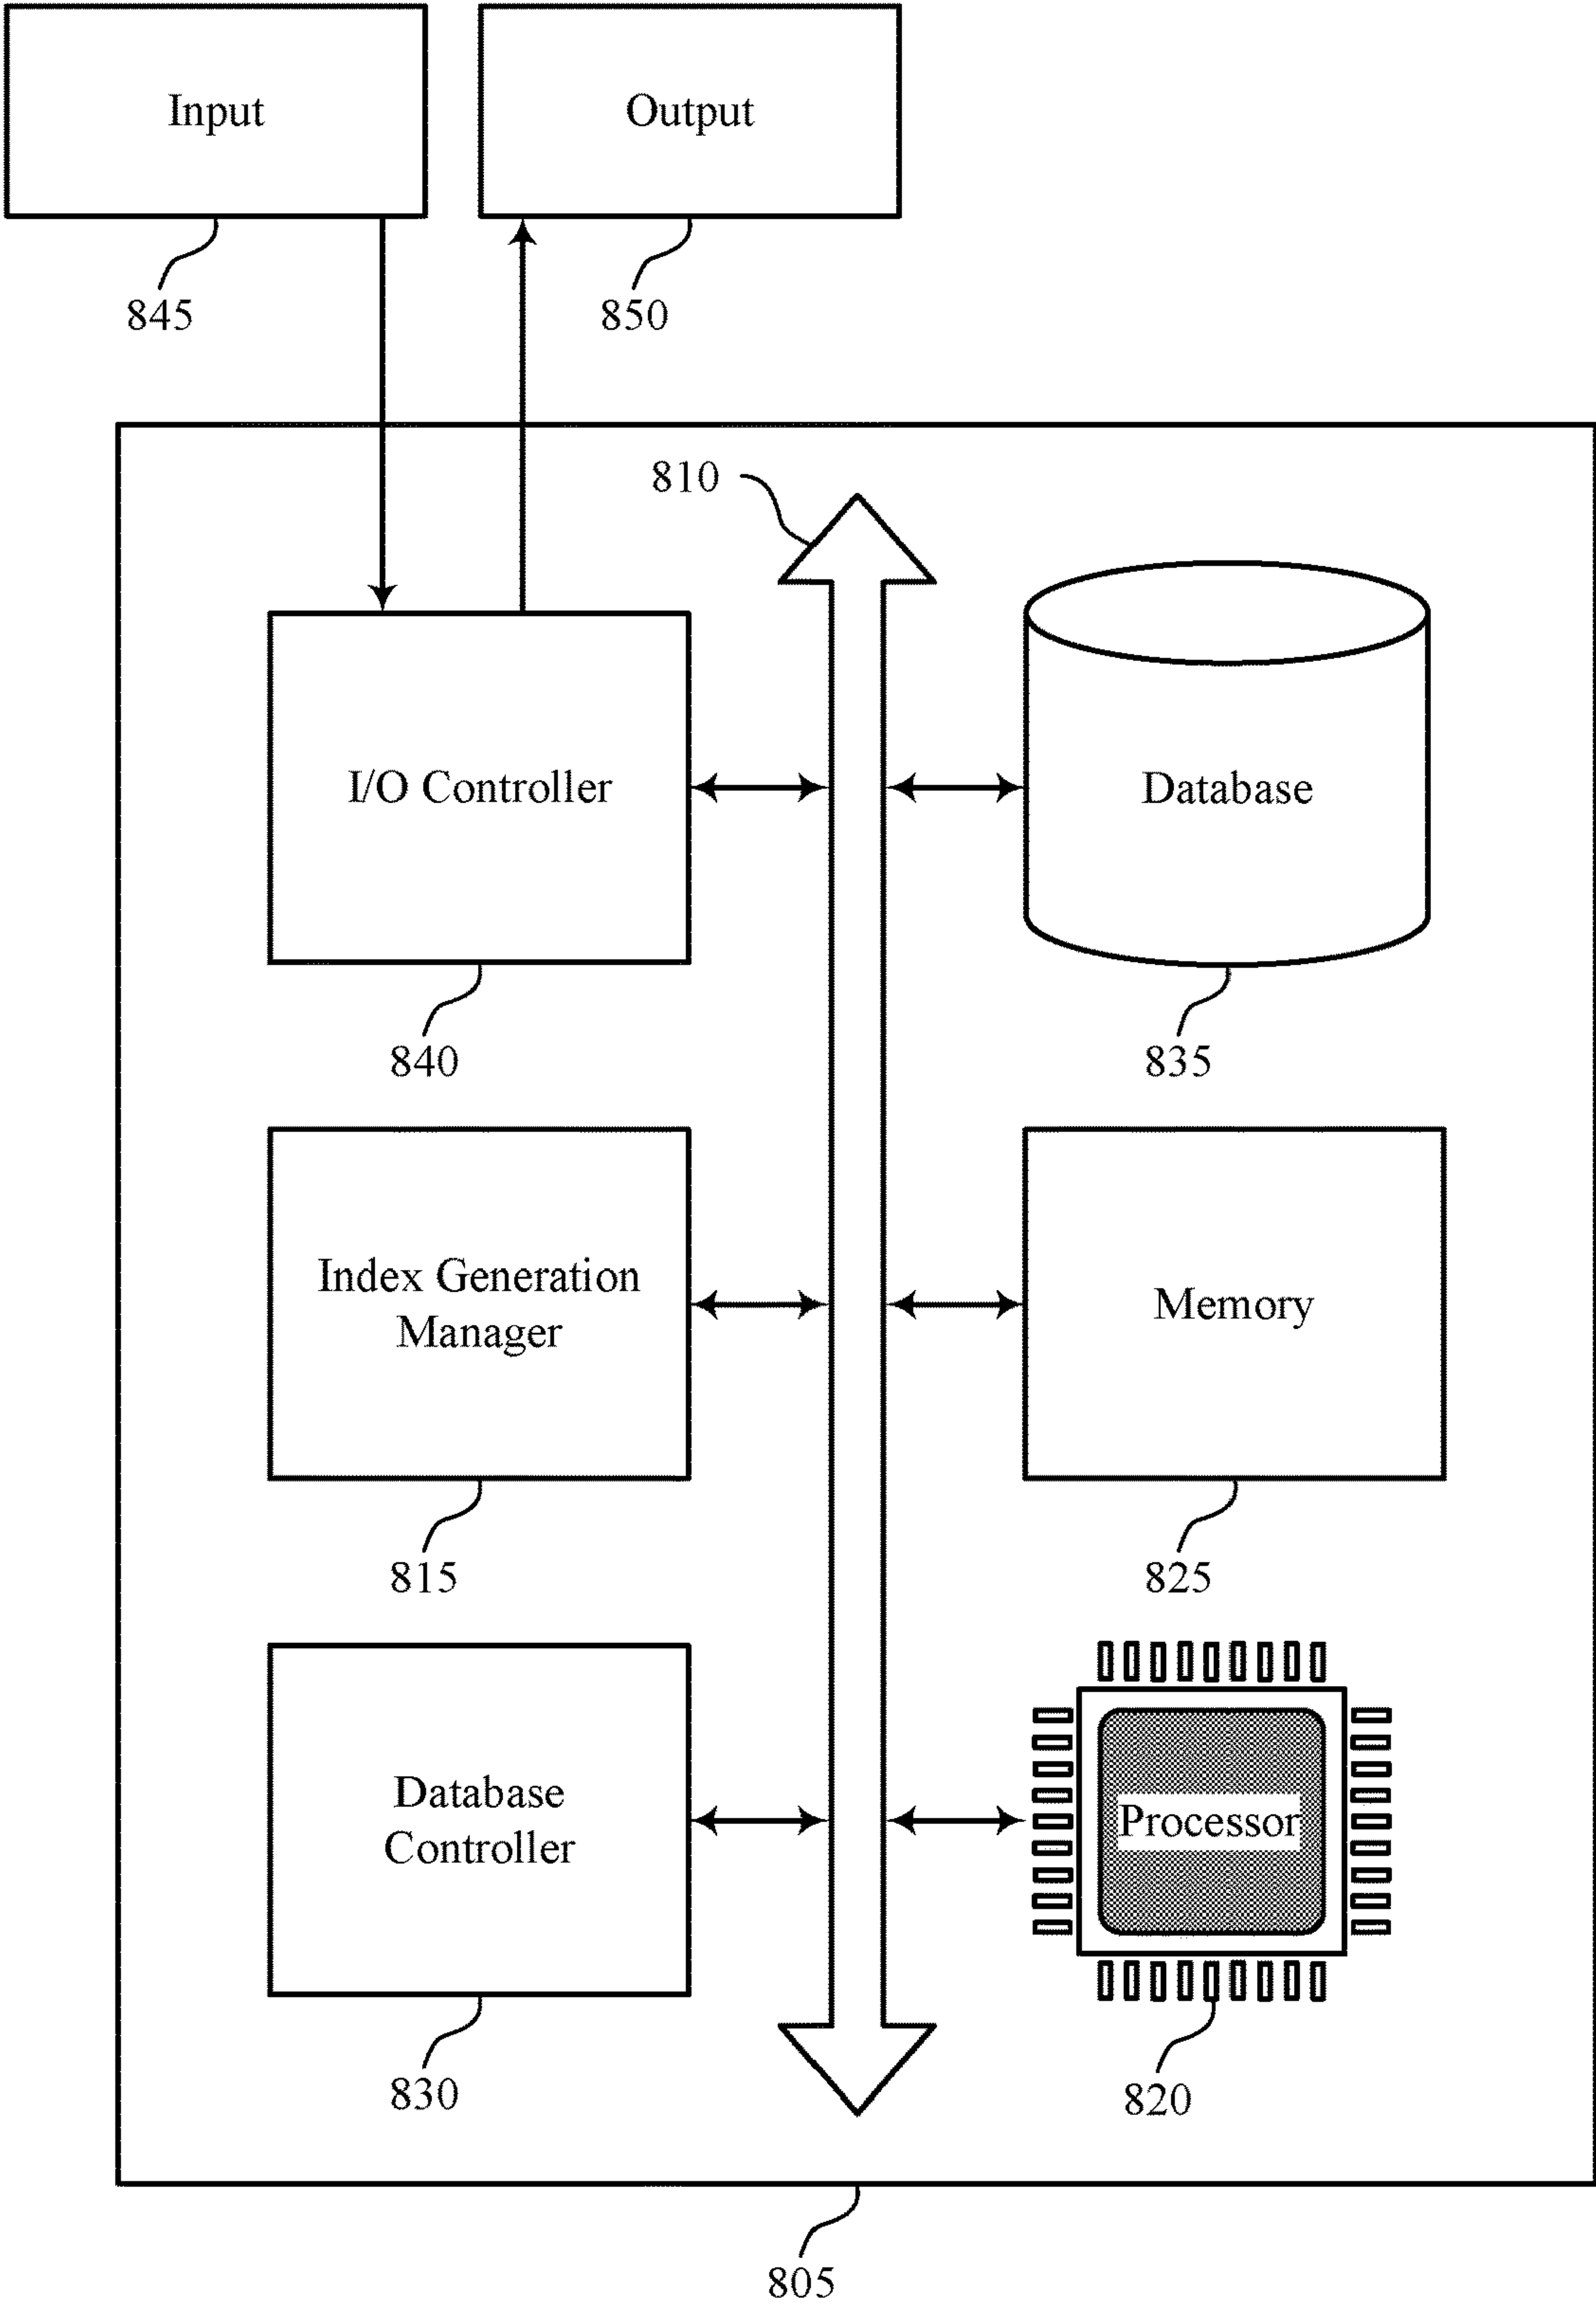 Input
Output
845
850
810
I/O Controller
Database
840
835
Index Generation
Manager
Memory
815
825
Database
Controller
Processor
830
820
805